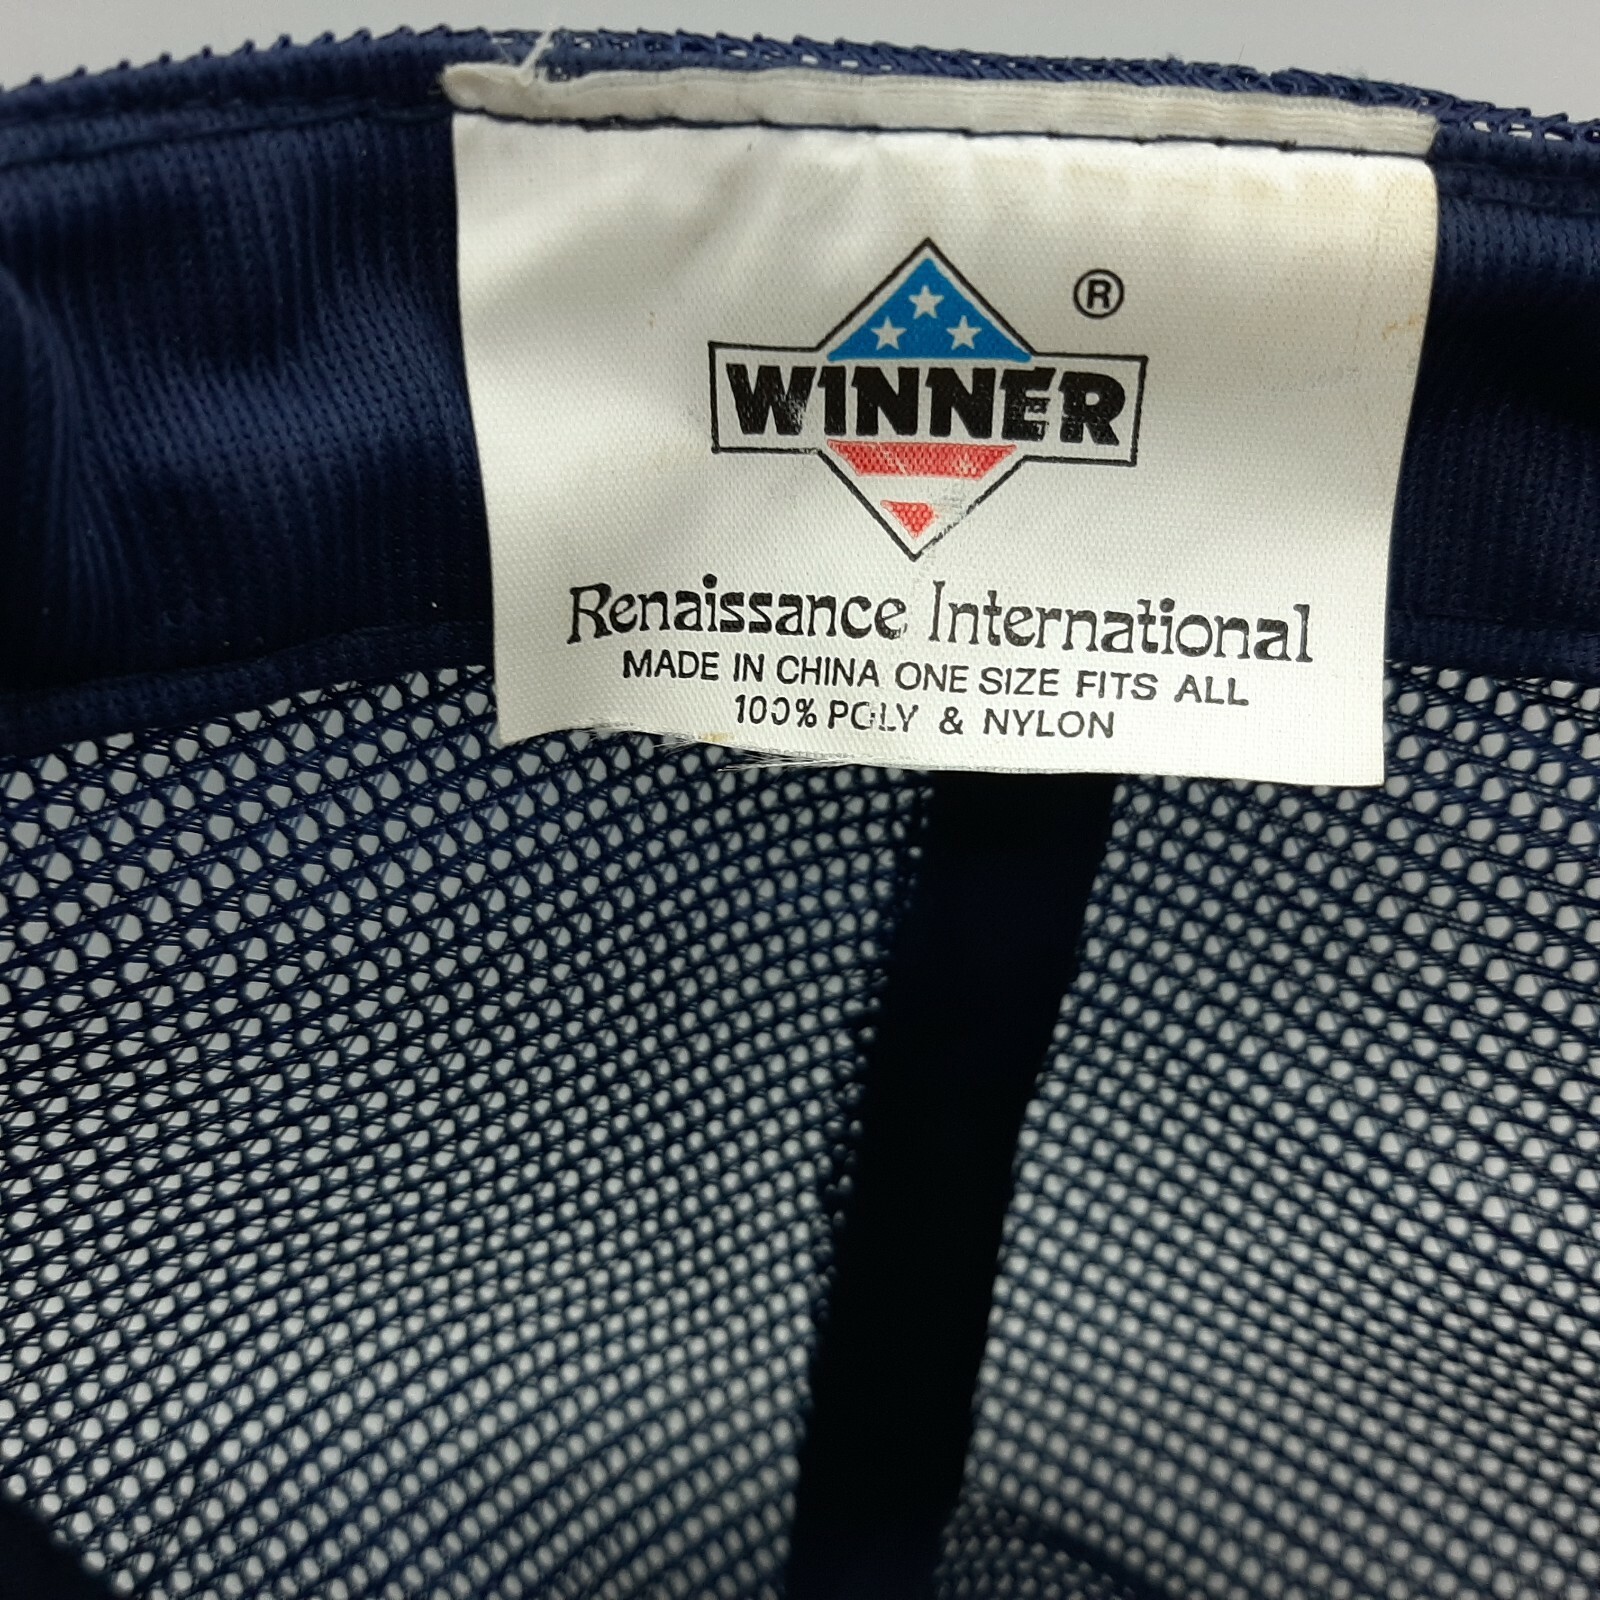 ®
WINNER
Renaissance International
MADE IN CHINA ONE SIZE FITS ALL
100% POLY & NYLON